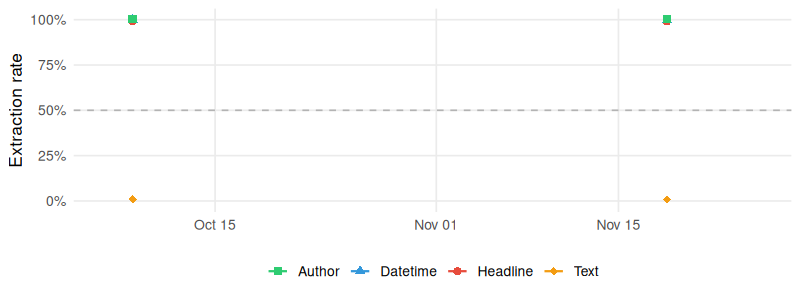 Extraction rate
100%
75%
50%
25%
0%
Oct 15 Nov 01 Nov 15
Author Datetime Headline Text